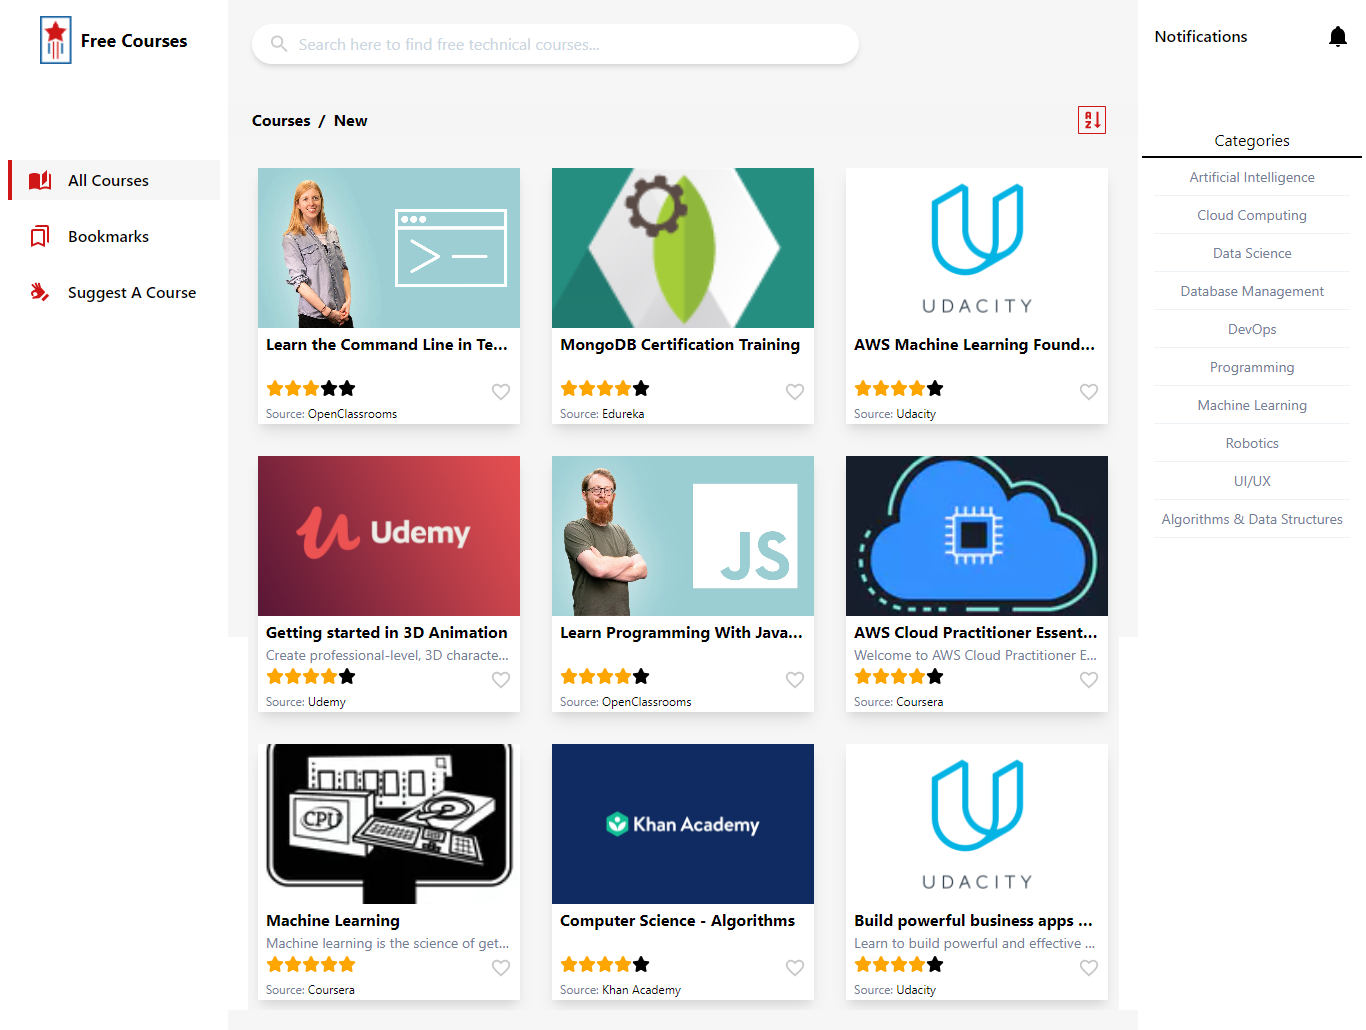 Free Courses
Search here to find free technical courses...
Notifications
All Courses
Bookmarks
Suggest A Course
Courses / New
A
Z
Learn the Command Line in Te...
Source: OpenClassrooms
MongoDB Certification Training
Source: Edureka
UDACITY
AWS Machine Learning Found...
Source: Udacity
Udemy
Getting started in 3D Animation
Create professional-level, 3D characte...
Source: Udemy
JS
Learn Programming With Java...
Source: OpenClassrooms
AWS Cloud Practitioner Essent...
Welcome to AWS Cloud Practitioner E...
Source: Coursera
CPU
Machine Learning
Machine learning is the science of get...
Source: Coursera
Khan Academy
Computer Science - Algorithms
Source: Khan Academy
UDACITY
Build powerful business apps ...
Learn to build powerful and effective ...
Source: Udacity
Categories
Artificial Intelligence
Cloud Computing
Data Science
Database Management
DevOps
Programming
Machine Learning
Robotics
UI/UX
Algorithms & Data Structures